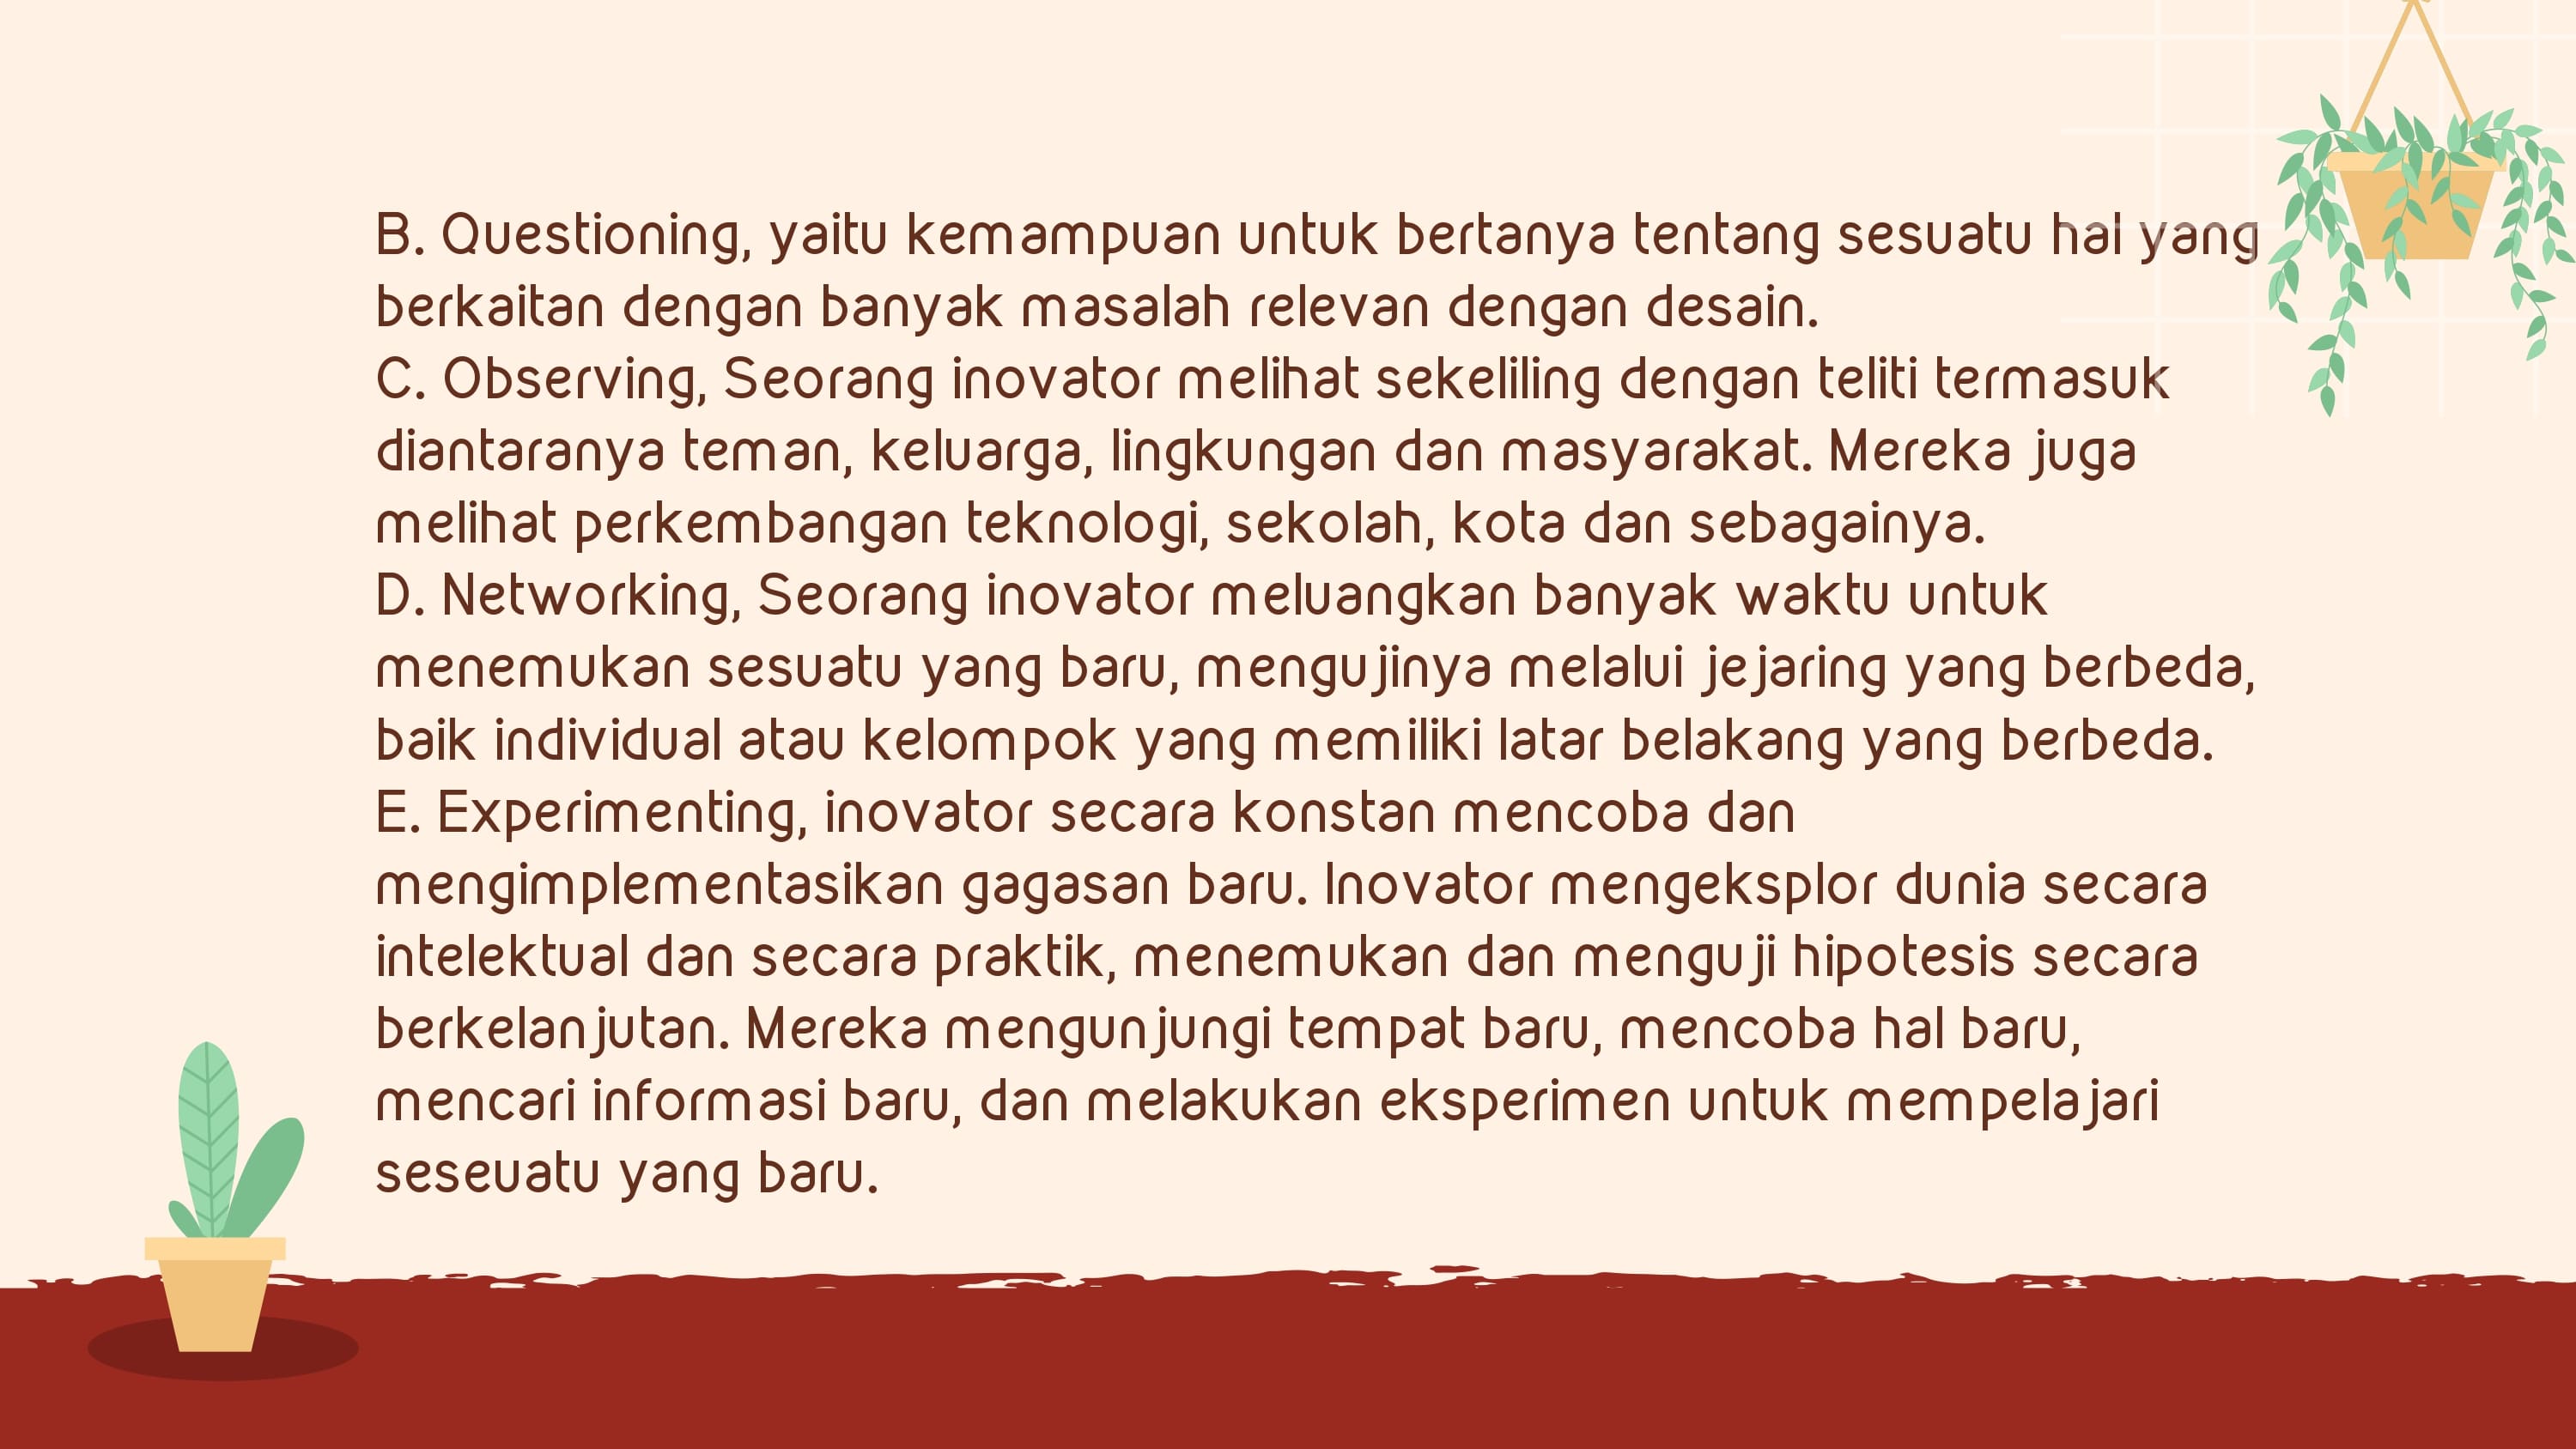 B. Questioning, yaitu kemampuan untuk bertanya tentang sesuatu hal yang
berkaitan dengan banyak masalah relevan dengan desain.
C. Observing, Seorang inovator melihat sekeliling dengan teliti termasuk
diantaranya teman, keluarga, lingkungan dan masyarakat. Mereka juga
melihat perkembangan teknologi, sekolah, kota dan sebagainya.
D. Networking, Seorang inovator meluangkan banyak waktu untuk
menemukan sesuatu yang baru, mengujinya melalui jejaring yang berbeda,
baik individual atau kelompok yang memiliki latar belakang yang berbeda.
E. Experimenting, inovator secara konstan mencoba dan
mengimplementasikan gagasan baru. Inovator mengeksplor dunia secara
intelektual dan secara praktik, menemukan dan menguji hipotesis secara
berkelanjutan. Mereka mengunjungi tempat baru, mencoba hal baru,
mencari informasi baru, dan melakukan eksperimen untuk mempelajari
seseuatu yang baru.